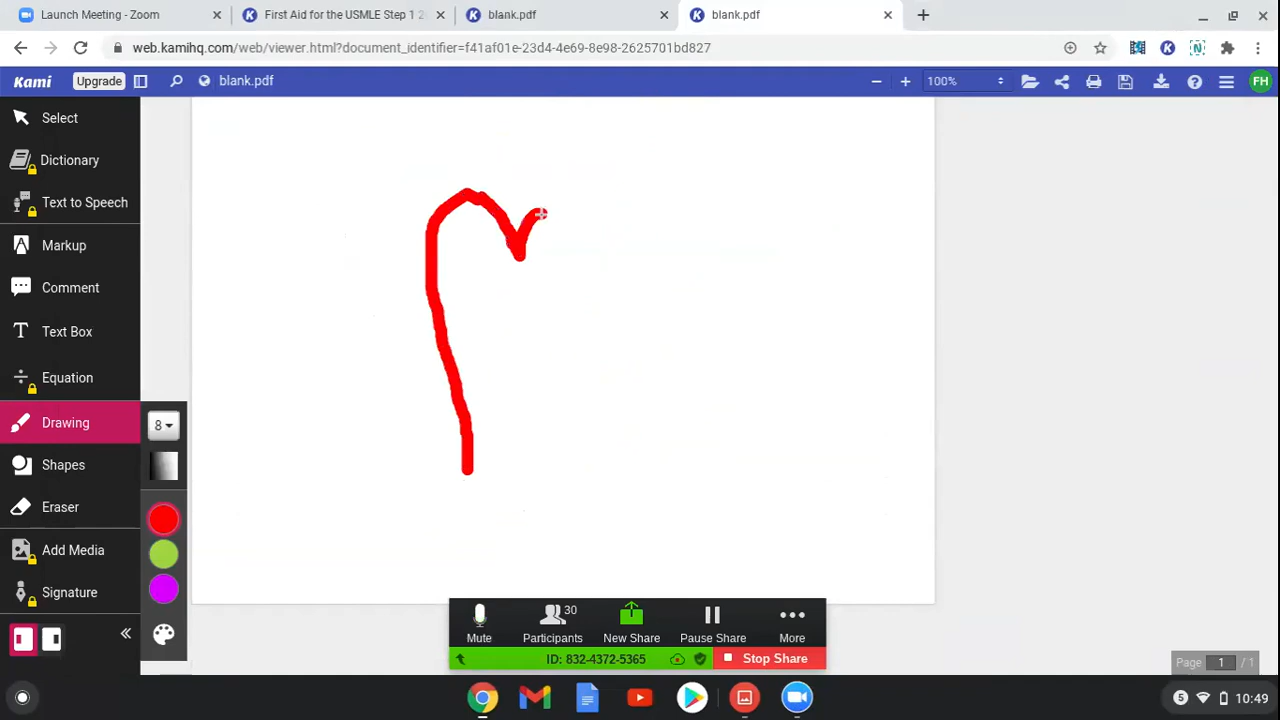 Launch Meeting - Zoom
First Aid for the USMLE Step 1 2
blank.pdf
blank.pdf
web.kamihq.com/web/viewer.html?document_identifier=f41af01e-23d4-4e69-8e98-2625701bd827
Kami Upgrade blank.pdf 100% FH
Select
Dictionary
Text to Speech
Markup
Comment
Text Box
Equation
Drawing
8
Shapes
Eraser
Add Media
Signature
30
Mute Participants New Share Pause Share More
ID: 832-4372-5365 Stop Share
Page 1 / 1
5 10:49